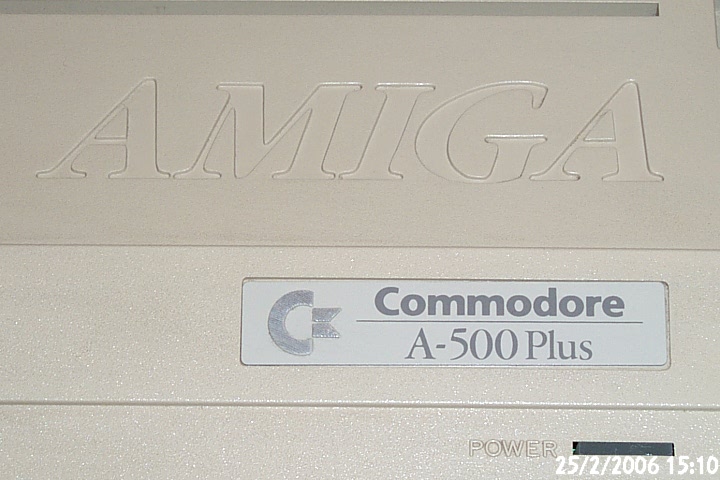 AMIGA
Commodore
A-500 Plus
POWER
25/2/2006 15:10